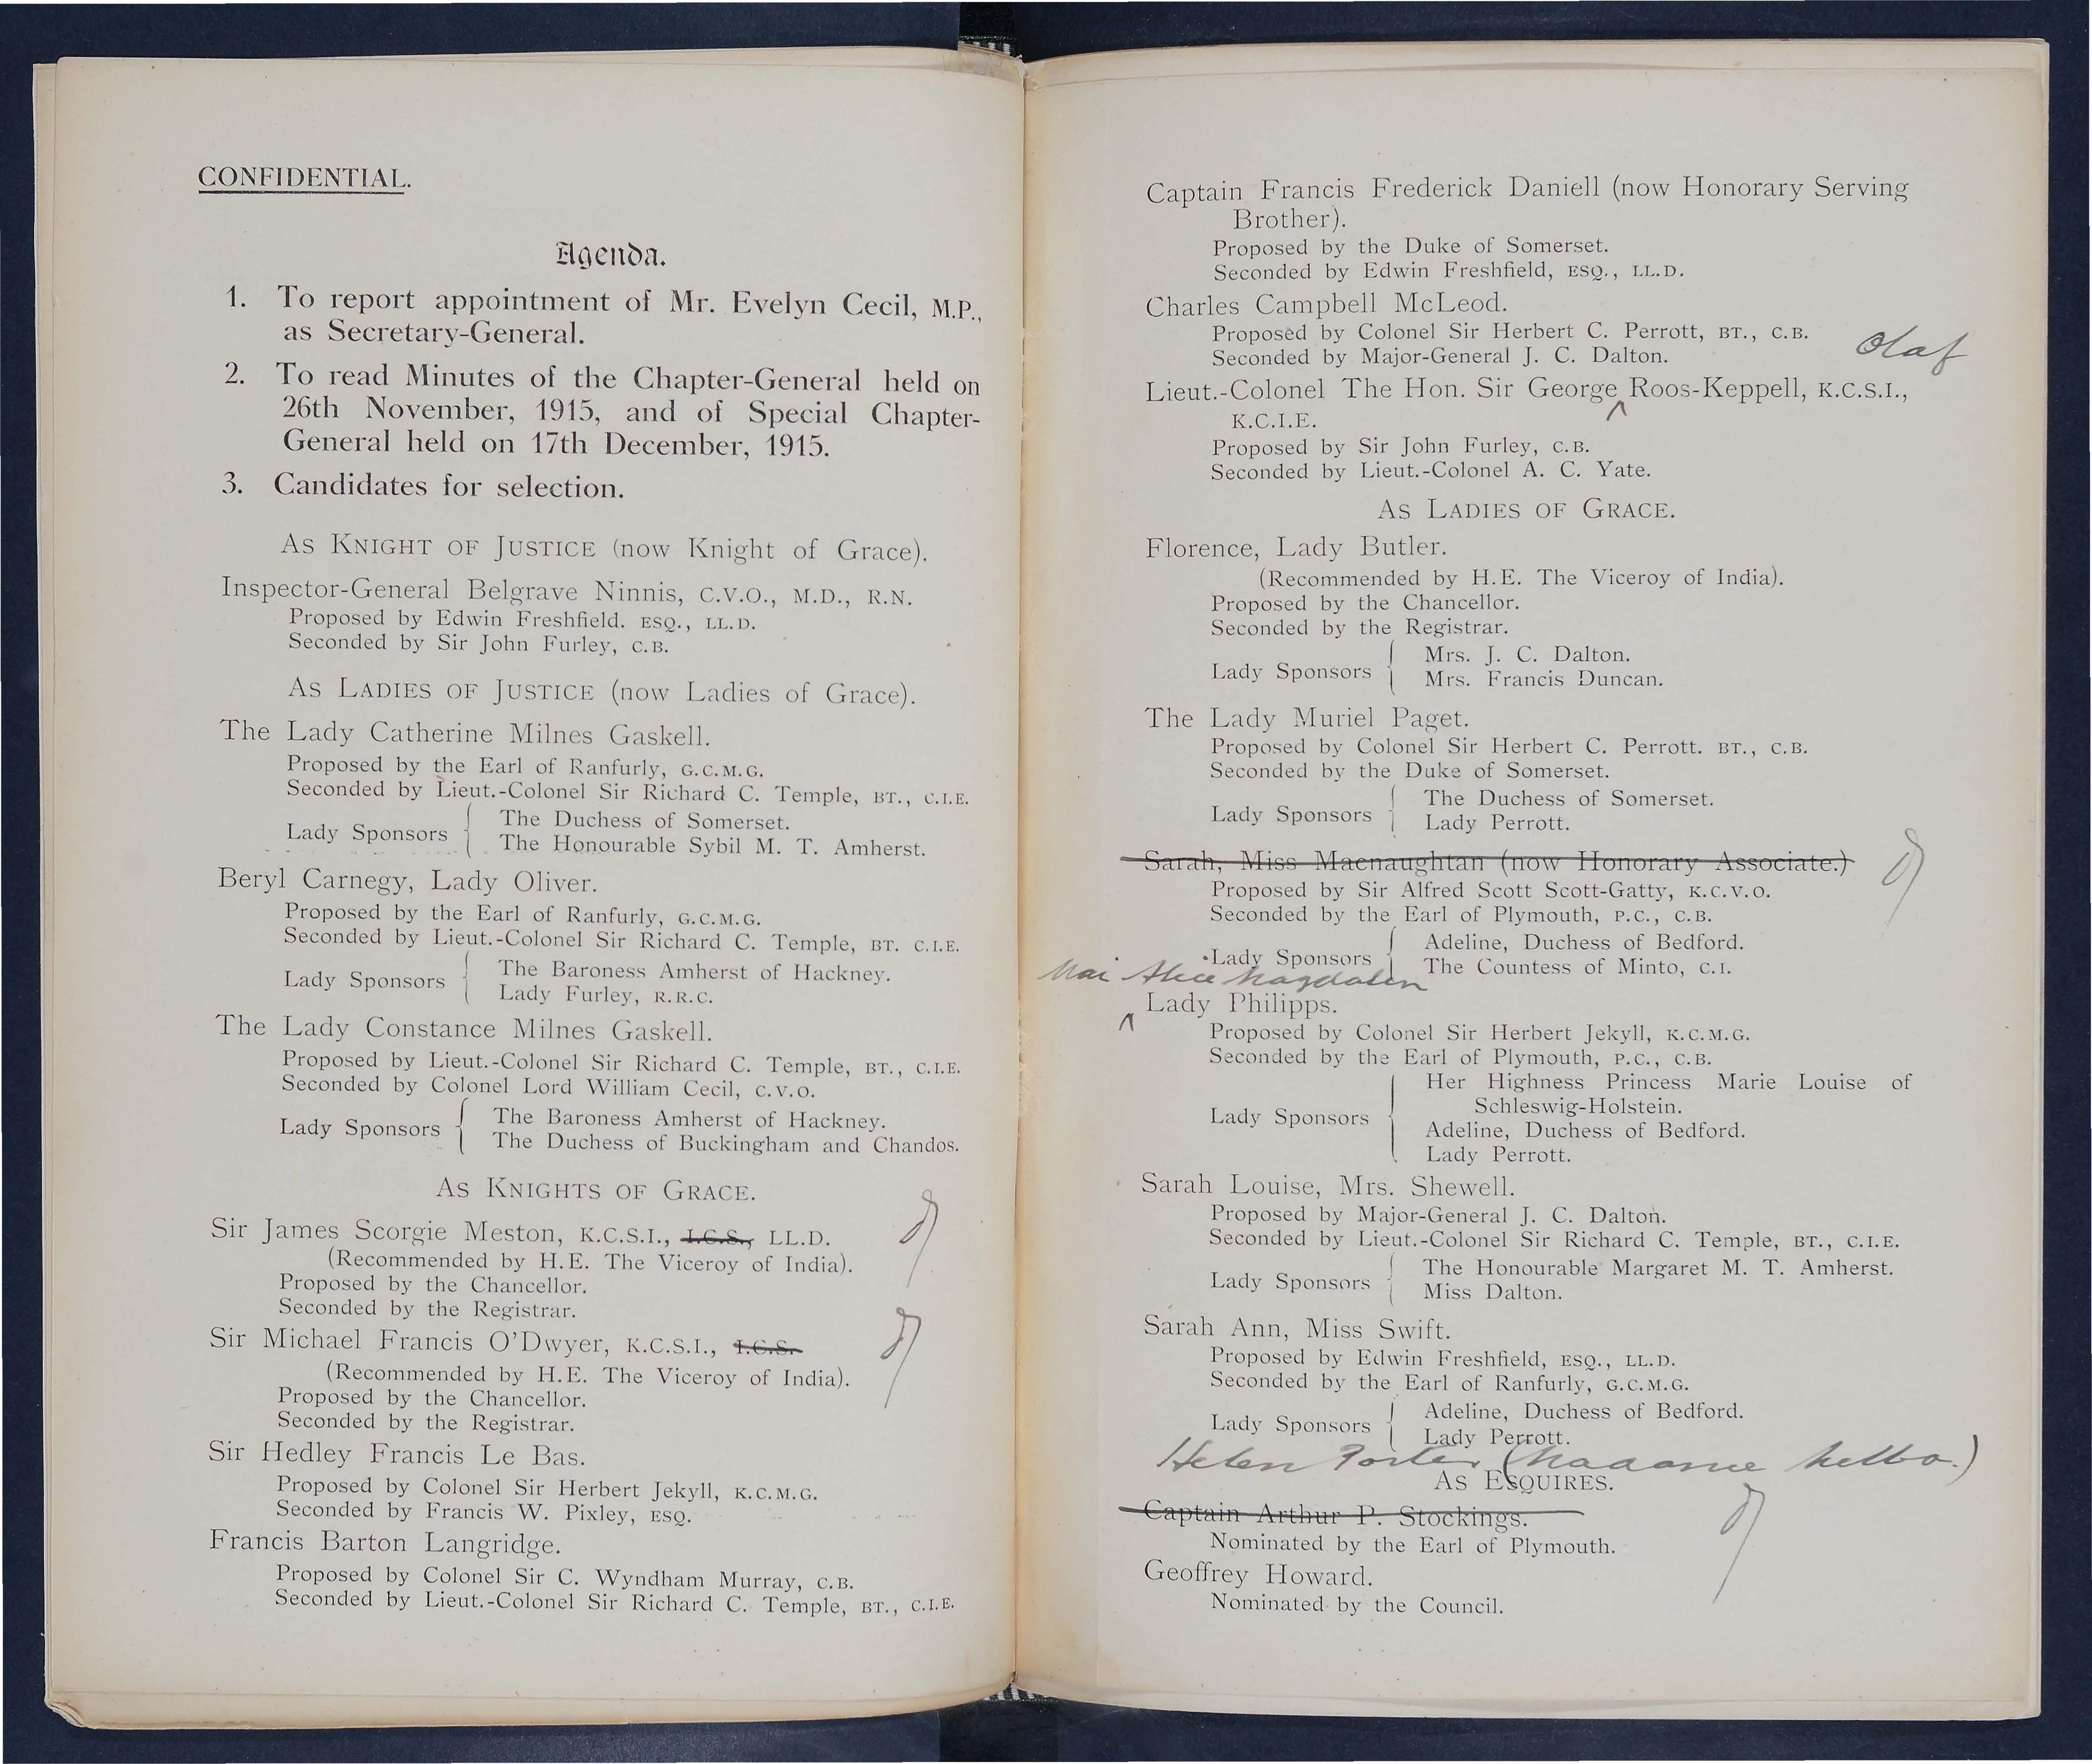 CONFIDENTIAL.
Agenda.
1. To report appointment of Mr. Evelyn Cecil, M.P.,
as Secretary-General.
2. To read Minutes of the Chapter-General held on
26th November, 1915, and of Special Chapter-
General held on 17th December, 1915.
3. Candidates for selection.
AS KNIGHT OF JUSTICE (now Knight of Grace).
Inspector-General Belgrave Ninnis, C.V.O., M.D., R.N.
Proposed by Edwin Freshfield. ESQ., LL.D.
Seconded by Sir John Furley, C.B.
AS LADIES OF JUSTICE (now Ladies of Grace).
The Lady Catherine Milnes Gaskell.
Proposed by the Earl of Ranfurly, G.C.M.G.
Seconded by Lieut.-Colonel Sir Richard C. Temple, BT., C.I.E.
Lady Sponsors { The Duchess of Somerset.
The Honourable Sybil M. T. Amherst.
Beryl Carnegy, Lady Oliver.
Proposed by the Earl of Ranfurly, G.C.M.G.
Seconded by Lieut.-Colonel Sir Richard C. Temple, BT. C.I.E.
Lady Sponsors { The Baroness Amherst of Hackney.
Lady Furley, R.R.C.
The Lady Constance Milnes Gaskell.
Proposed by Lieut.-Colonel Sir Richard C. Temple, BT., C.I.E.
Seconded by Colonel Lord William Cecil, C.V.O.
Lady Sponsors { The Baroness Amherst of Hackney.
The Duchess of Buckingham and Chandos.
AS KNIGHTS OF GRACE.
Sir James Scorgie Meston, K.C.S.I., I.C.S., LL.D.
(Recommended by H.E. The Viceroy of India).
Proposed by the Chancellor.
Seconded by the Registrar.
Sir Michael Francis O'Dwyer, K.C.S.I., I.C.S.
(Recommended by H.E. The Viceroy of India).
Proposed by the Chancellor.
Seconded by the Registrar.
Sir Hedley Francis Le Bas.
Proposed by Colonel Sir Herbert Jekyll, K.C.M.G.
Seconded by Francis W. Pixley, ESQ.
Francis Barton Langridge.
Proposed by Colonel Sir C. Wyndham Murray, C.B.
Seconded by Lieut.-Colonel Sir Richard C. Temple, BT., C.I.E.
Captain Francis Frederick Daniell (now Honorary Serving
Brother).
Proposed by the Duke of Somerset.
Seconded by Edwin Freshfield, ESQ., LL.D.
Charles Campbell McLeod.
Proposed by Colonel Sir Herbert C. Perrott, BT., C.B.
Seconded by Major-General J. C. Dalton.
Olaf
Lieut.-Colonel The Hon. Sir George Roos-Keppell, K.C.S.I.,
K.C.I.E.
Proposed by Sir John Furley, C.B.
Seconded by Lieut.-Colonel A. C. Yate.
AS LADIES OF GRACE.
Florence, Lady Butler.
(Recommended by H.E. The Viceroy of India).
Proposed by the Chancellor.
Seconded by the Registrar.
Lady Sponsors { Mrs. J. C. Dalton.
Mrs. Francis Duncan.
The Lady Muriel Paget.
Proposed by Colonel Sir Herbert C. Perrott. BT., C.B.
Seconded by the Duke of Somerset.
Lady Sponsors { The Duchess of Somerset.
Lady Perrott.
Sarah, Miss Macnaughtan (now Honorary Associate.)
Proposed by Sir Alfred Scott Scott-Gatty, K.C.V.O.
Seconded by the Earl of Plymouth, P.C., C.B.
Lady Sponsors { Adeline, Duchess of Bedford.
The Countess of Minto, C.I.
Mai Alice Magdalen
Lady Philipps.
Proposed by Colonel Sir Herbert Jekyll, K.C.M.G.
Seconded by the Earl of Plymouth, P.C., C.B.
Lady Sponsors { Her Highness Princess Marie Louise of
Schleswig-Holstein.
Adeline, Duchess of Bedford.
Lady Perrott.
Sarah Louise, Mrs. Shewell.
Proposed by Major-General J. C. Dalton.
Seconded by Lieut.-Colonel Sir Richard C. Temple, BT., C.I.E.
Lady Sponsors { The Honourable Margaret M. T. Amherst.
Miss Dalton.
Sarah Ann, Miss Swift.
Proposed by Edwin Freshfield, ESQ., LL.D.
Seconded by the Earl of Ranfurly, G.C.M.G.
Lady Sponsors { Adeline, Duchess of Bedford.
Lady Perrott.
Helen Porter (Madame Melba.)
AS ESQUIRES.
Captain Arthur P. Stockings.
Nominated by the Earl of Plymouth.
Geoffrey Howard.
Nominated by the Council.